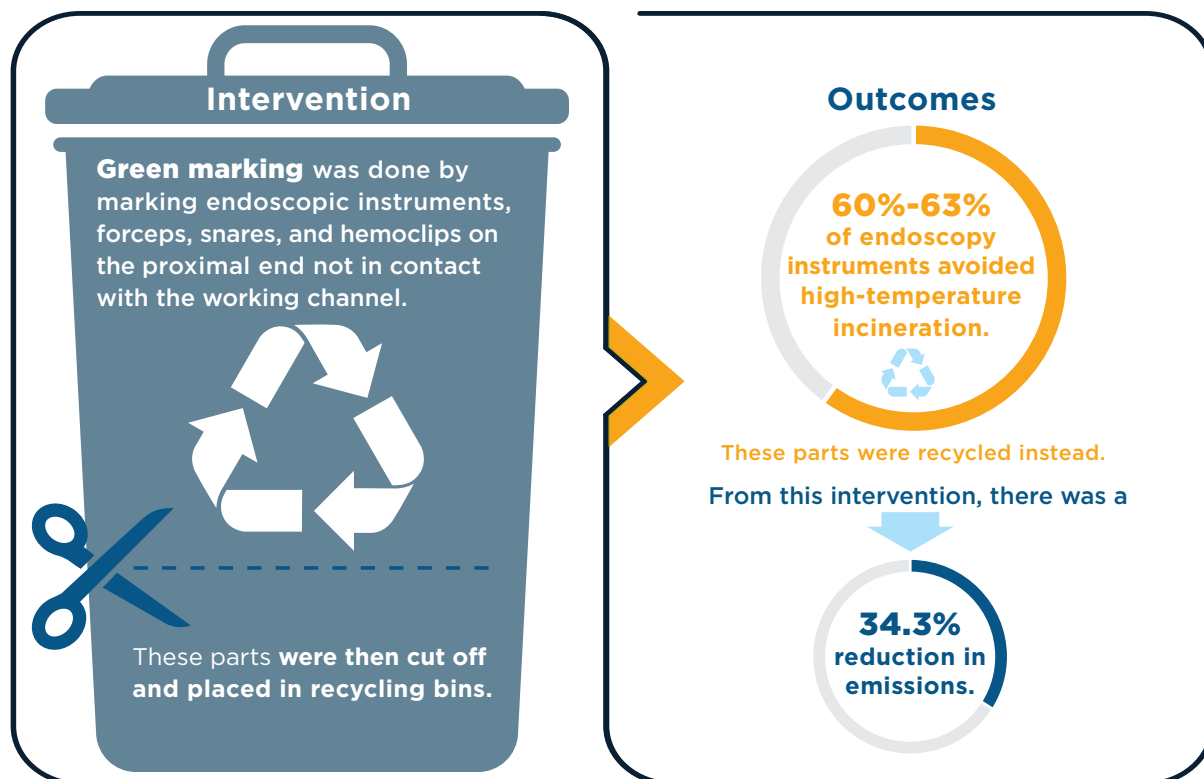 Intervention
Green marking was done by
marking endoscopic instruments,
forceps, snares, and hemoclips on
the proximal end not in contact
with the working channel.
These parts were then cut off
and placed in recycling bins.
Outcomes
60%-63%
of endoscopy
instruments avoided
high-temperature
incineration.
These parts were recycled instead.
From this intervention, there was a
34.3%
reduction in
emissions.